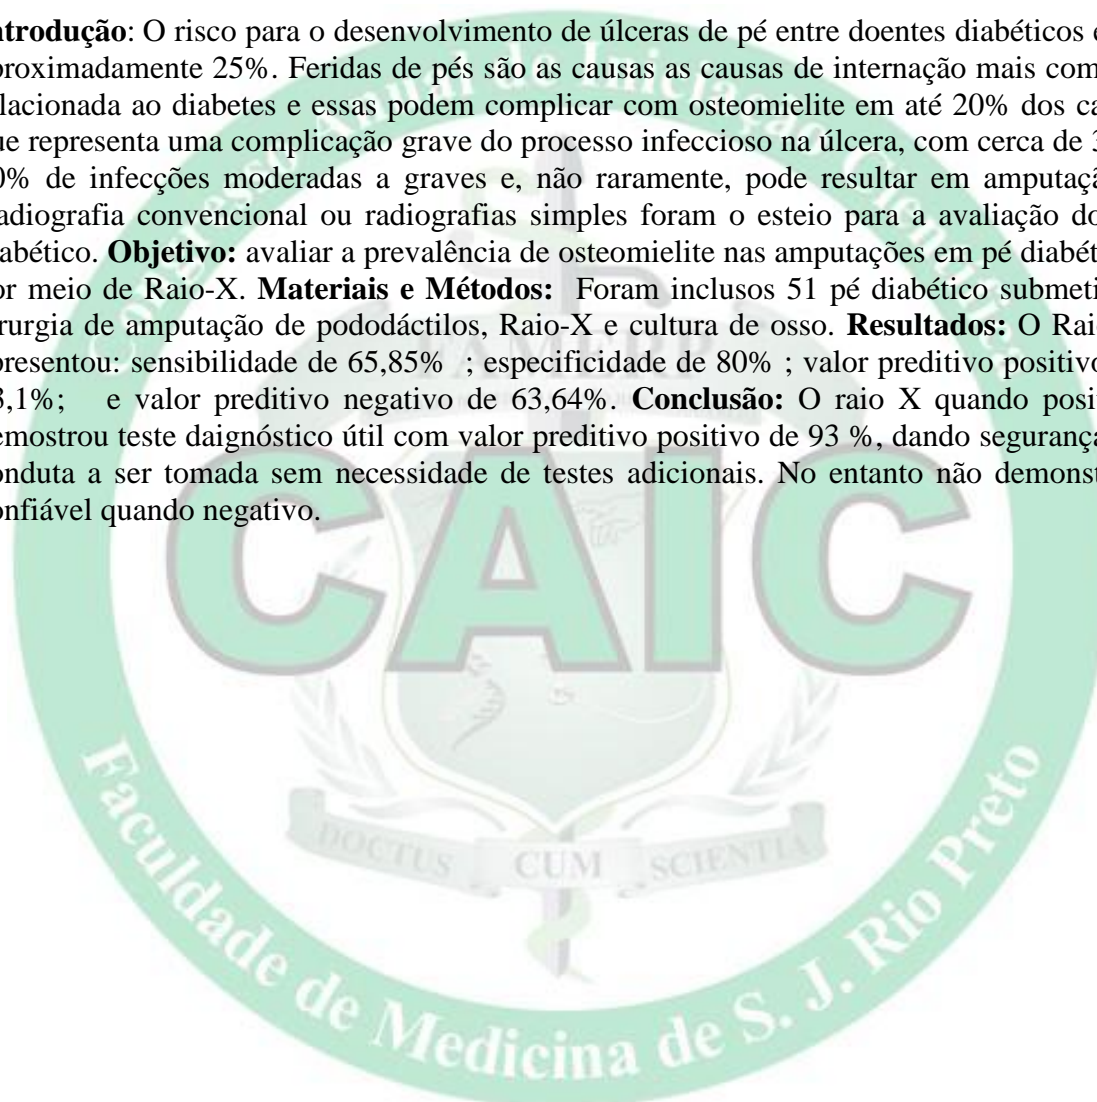 ntrodução: O risco para o desenvolvimento de úlceras de pé entre doentes diabéticos
proximadamente 25%. Feridas de pés são as causas as causas de internação mais com
elacionada ao diabetes e essas podem complicar com osteomielite em até 20% dos ca
ue representa uma complicação grave do processo infeccioso na úlcera, com cerca de 3
0% de infecções moderadas a graves e, não raramente, pode resultar em amputaçã
adiografia convencional ou radiografias simples foram o esteio para a avaliação do
abético. Objetivo: avaliar a prevalência de osteomielite nas amputações em pé diabét
or meio de Raio-X. Materiais e Métodos: Foram inclusos 51 pé diabético submeti
rurgia de amputação de pododáctilos, Raio-X e cultura de osso. Resultados: O Raio
presentou: sensibilidade de 65,85% ; especificidade de 80% ; valor preditivo positivo
3,1%; e valor preditivo negativo de 63,64%. Conclusão: O raio X quando posit
emostrou teste daignóstico útil com valor preditivo positivo de 93 %, dando segurança
onduta a ser tomada sem necessidade de testes adicionais. No entanto não demonst
onfiável quando negativo.
Congresso Anual de Iniciação Científica
FAMERP
CAIC
DOCTUS CUM SCIENTIA
Faculdade de Medicina de S. J. Rio Preto